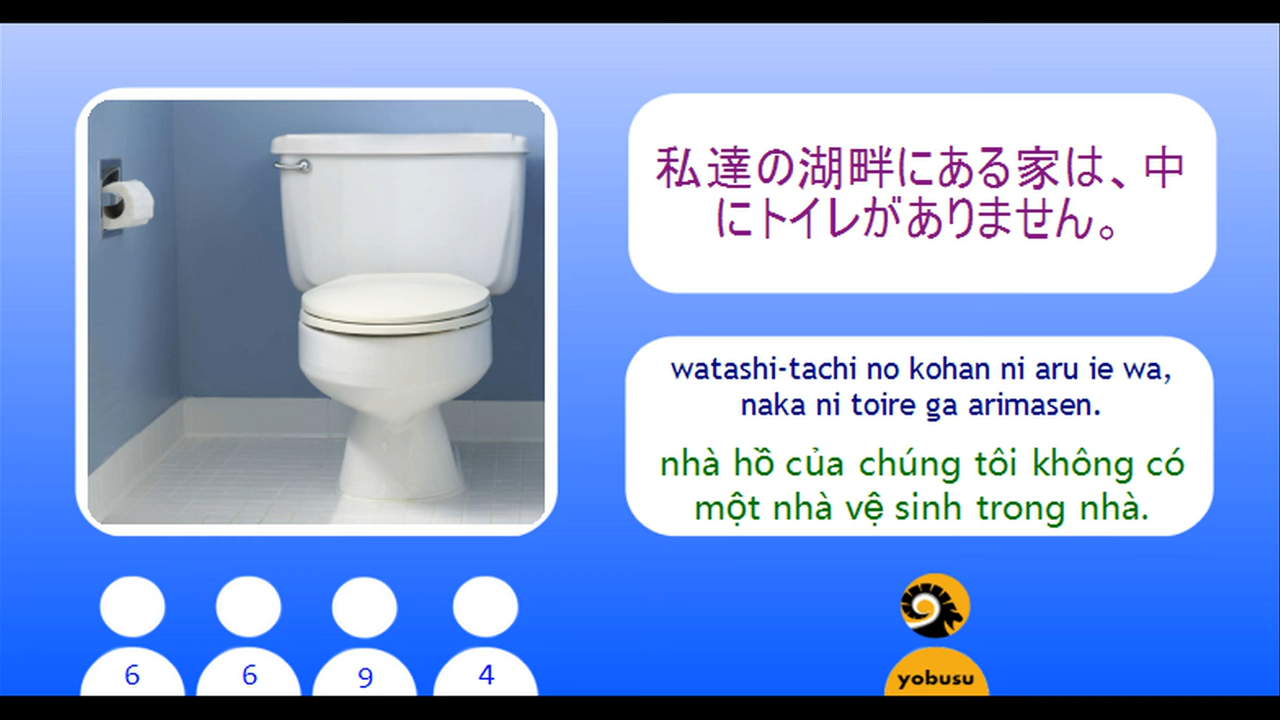 私達の湖畔にある家は、中
にトイレがありません。
watashi-tachi no kohan ni aru ie wa,
naka ni toire ga arimasen.
nhà hồ của chúng tôi không có
một nhà vệ sinh trong nhà.
6 6 9 4
yobusu